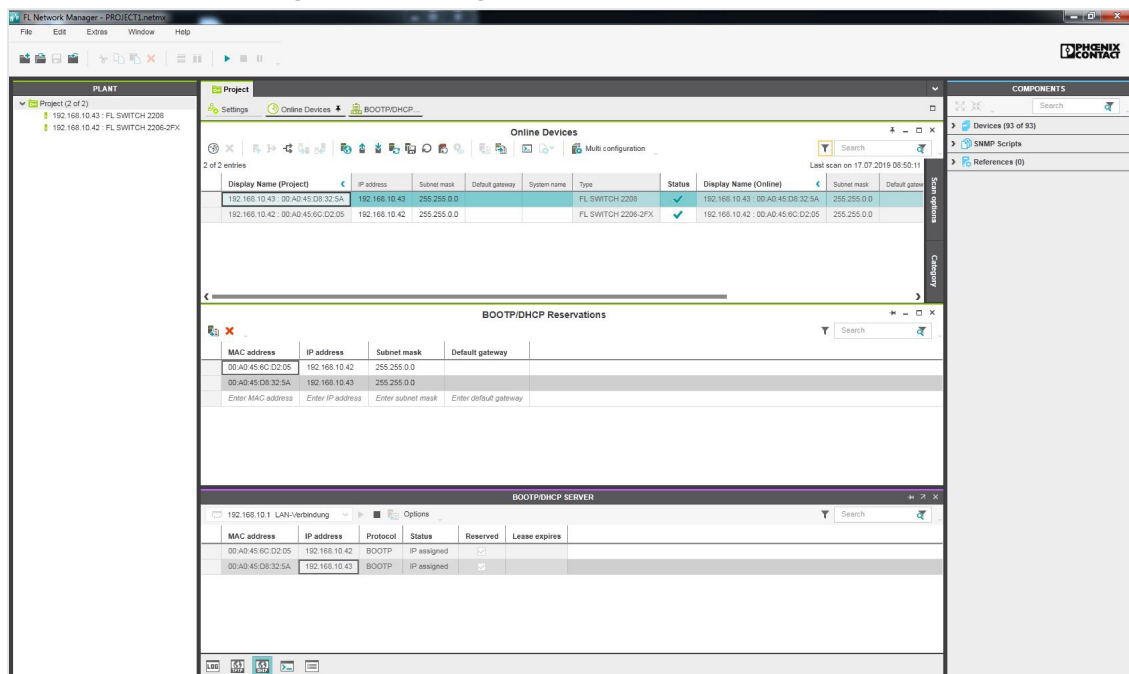 FL Network Manager - PROJECT1.netmx
File Edit Extras Window Help
PHŒNIX CONTACT
PLANT
Project (2 of 2)
192.168.10.43 : FL SWITCH 2208
192.168.10.42 : FL SWITCH 2206-2FX
Project
Settings Online Devices BOOTP/DHCP...
Online Devices
Multi configuration Search
2 of 2 entries Last scan on 17.07.2019 08:50:11
Display Name (Project) IP address Subnet mask Default gateway System name Type Status Display Name (Online) Subnet mask Default gatew
192.168.10.43 : 00:A0:45:D8:32:5A 192.168.10.43 255.255.0.0 FL SWITCH 2208 192.168.10.43 : 00:A0:45:D8:32:5A 255.255.0.0
192.168.10.42 : 00:A0:45:6C:D2:05 192.168.10.42 255.255.0.0 FL SWITCH 2206-2FX 192.168.10.42 : 00:A0:45:6C:D2:05 255.255.0.0
Scan options
Category
BOOTP/DHCP Reservations
Search
MAC address IP address Subnet mask Default gateway
00:A0:45:6C:D2:05 192.168.10.42 255.255.0.0
00:A0:45:D8:32:5A 192.168.10.43 255.255.0.0
Enter MAC address Enter IP address Enter subnet mask Enter default gateway
BOOTP/DHCP SERVER
192.168.10.1 LAN-Verbindung Options Search
MAC address IP address Protocol Status Reserved Lease expires
00:A0:45:6C:D2:05 192.168.10.42 BOOTP IP assigned
00:A0:45:D8:32:5A 192.168.10.43 BOOTP IP assigned
LOG TFTP DHCP
COMPONENTS
Search
Devices (93 of 93)
SNMP Scripts
References (0)